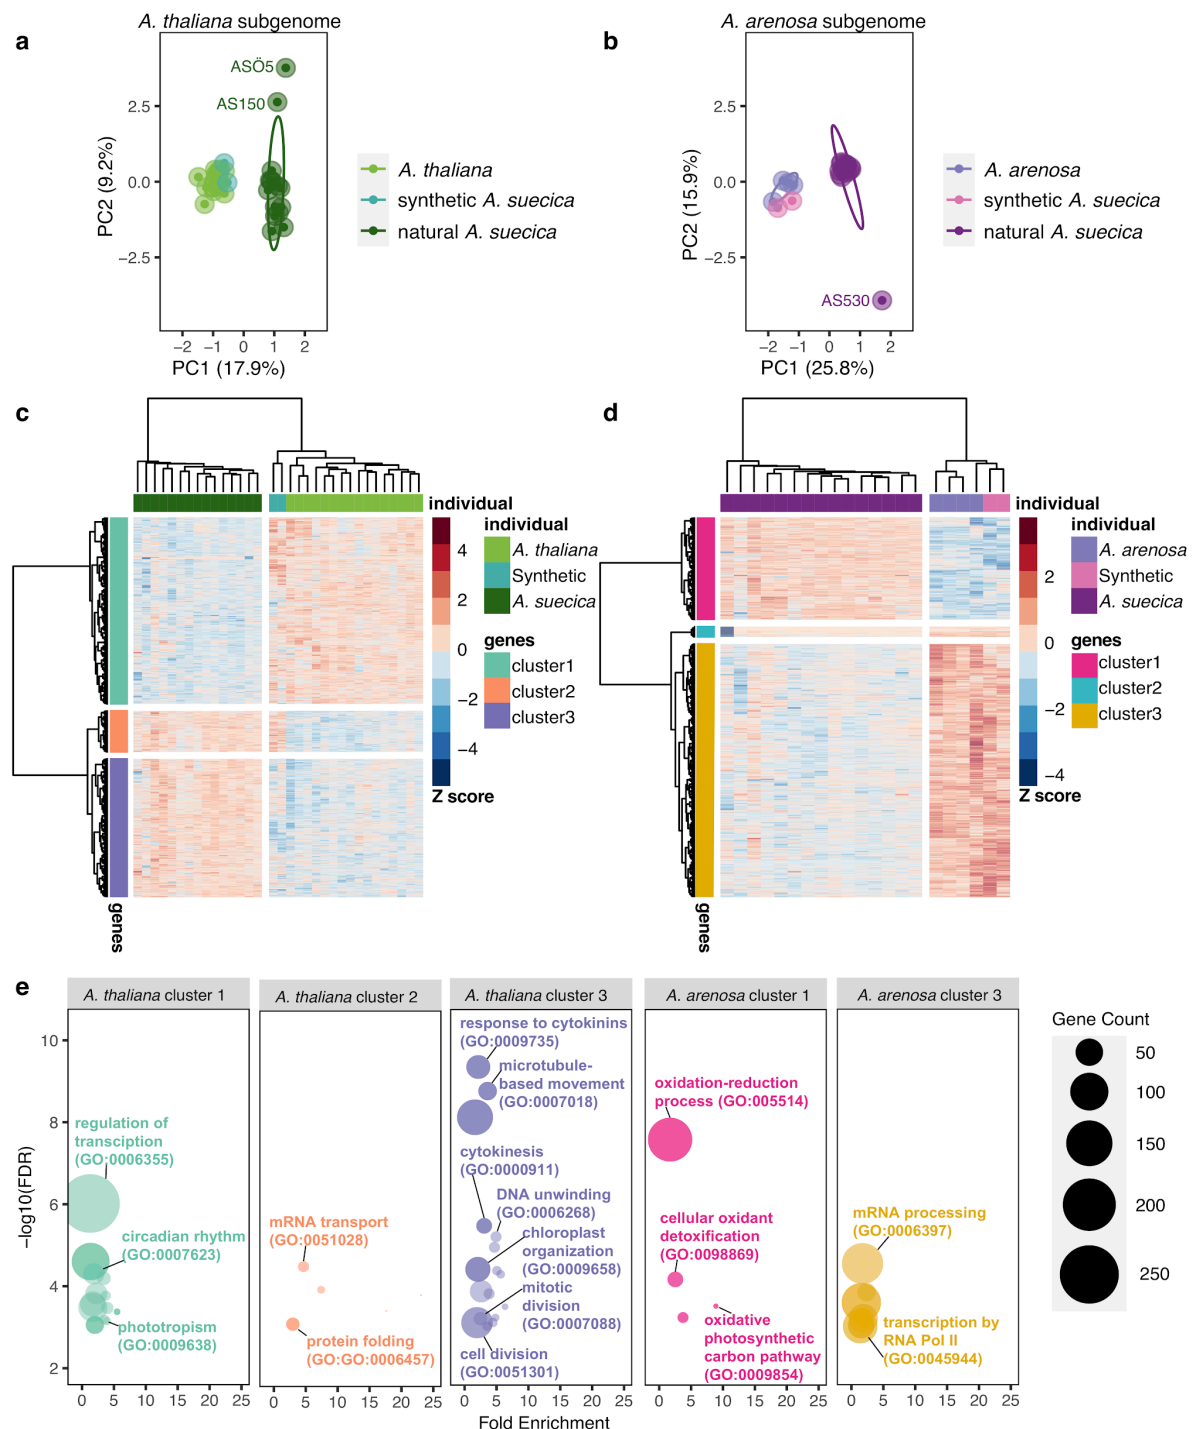 a
A. thaliana subgenome
ASÖ5
AS150
2.5
0.0
−2.5
PC2 (9.2%)
−2 −1 0 1 2
PC1 (17.9%)
A. thaliana
synthetic A. suecica
natural A. suecica
b
A. arenosa subgenome
2.5
0.0
−2.5
PC2 (15.9%)
AS530
−2 −1 0 1 2
PC1 (25.8%)
A. arenosa
synthetic A. suecica
natural A. suecica
c
individual
4
2
0
−2
−4
Z score
individual
A. thaliana
Synthetic
A. suecica
genes
cluster1
cluster2
cluster3
genes
d
individual
2
0
−2
−4
Z score
individual
A. arenosa
Synthetic
A. suecica
genes
cluster1
cluster2
cluster3
genes
e
−log10(FDR)
10
8
6
4
2
A. thaliana cluster 1
regulation of
transciption
(GO:0006355)
circadian rhythm
(GO:0007623)
phototropism
(GO:0009638)
0 5 10 15 20 25
A. thaliana cluster 2
mRNA transport
(GO:0051028)
protein folding
(GO:GO:0006457)
0 5 10 15 20 25
A. thaliana cluster 3
response to cytokinins
(GO:0009735)
microtubule-
based movement
(GO:0007018)
cytokinesis
(GO:0000911)
DNA unwinding
(GO:0006268)
chloroplast
organization
(GO:0009658)
mitotic
division
(GO:0007088)
cell division
(GO:0051301)
0 5 10 15 20 25
A. arenosa cluster 1
oxidation-reduction
process (GO:005514)
cellular oxidant
detoxification
(GO:0098869)
oxidative
photosynthetic
carbon pathway
(GO:0009854)
0 5 10 15 20 25
A. arenosa cluster 3
mRNA processing
(GO:0006397)
transcription by
RNA Pol II
(GO:0045944)
0 5 10 15 20 25
Fold Enrichment
Gene Count
50
100
150
200
250